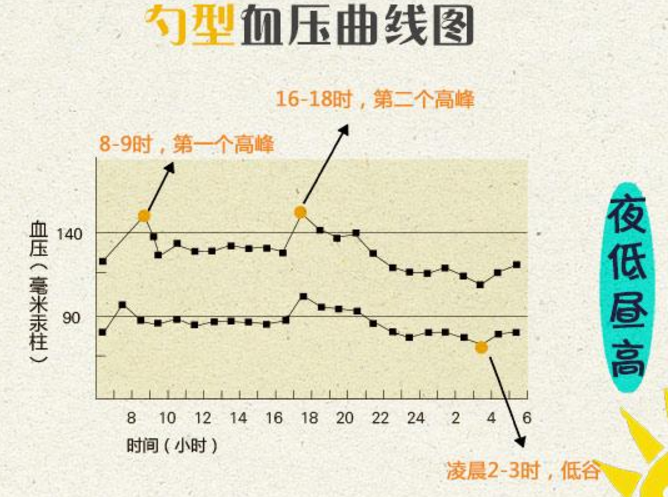 勺型血压曲线图
16-18时，第二个高峰
8-9时，第一个高峰
血压（毫米汞柱）
140
90
8 10 12 14 16 18 20 22 24 2 4 6
时间（小时）
凌晨2-3时，低谷
夜低昼高